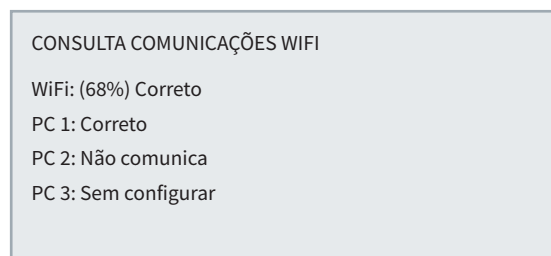 CONSULTA COMUNICAÇÕES WIFI
WiFi: (68%) Correto
PC 1: Correto
PC 2: Não comunica
PC 3: Sem configurar